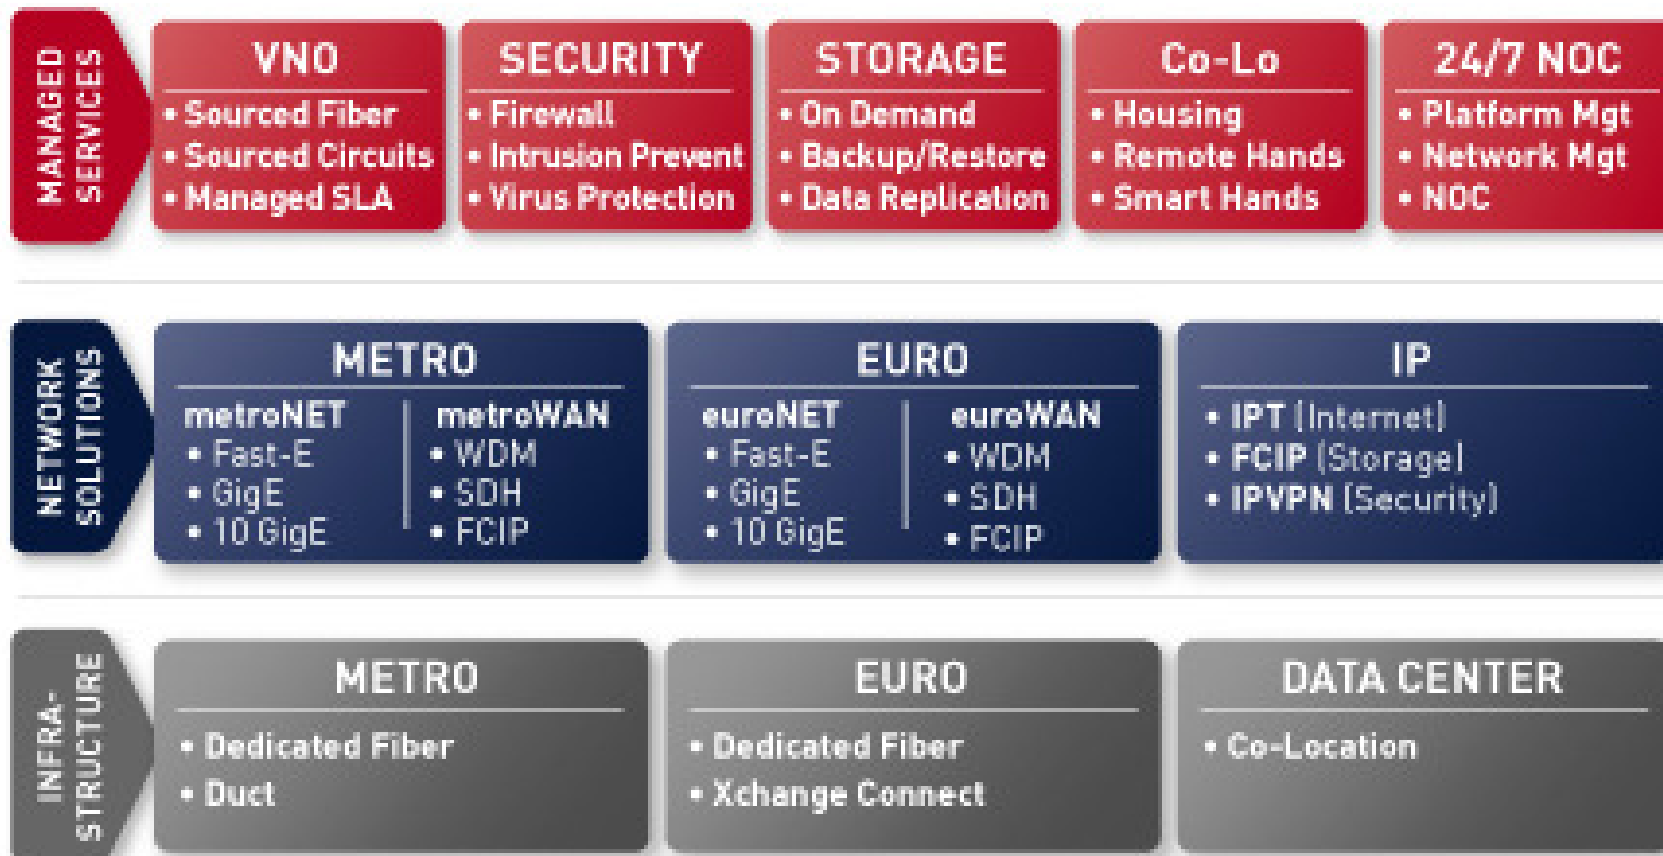 MANAGED
SERVICES
VNO
• Sourced Fiber
• Sourced Circuits
• Managed SLA
SECURITY
• Firewall
• Intrusion Prevent
• Virus Protection
STORAGE
• On Demand
• Backup/Restore
• Data Replication
Co-Lo
• Housing
• Remote Hands
• Smart Hands
24/7 NOC
• Platform Mgt
• Network Mgt
• NOC
NETWORK
SOLUTIONS
METRO
metroNET
• Fast-E
• GigE
• 10 GigE
metroWAN
• WDM
• SDH
• FCIP
EURO
euroNET
• Fast-E
• GigE
• 10 GigE
euroWAN
• WDM
• SDH
• FCIP
IP
• IPT (Internet)
• FCIP (Storage)
• IPVPN (Security)
INFRA-
STRUCTURE
METRO
• Dedicated Fiber
• Duct
EURO
• Dedicated Fiber
• Xchange Connect
DATA CENTER
• Co-Location